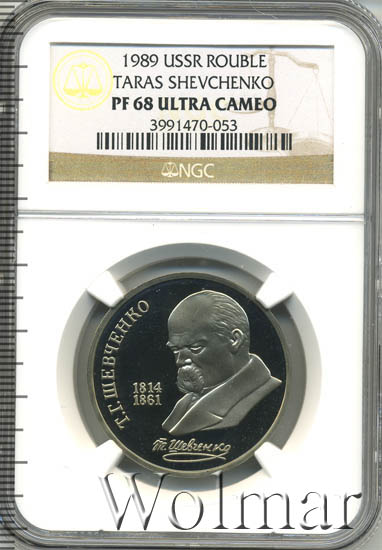 1989 USSR ROUBLE
TARAS SHEVCHENKO
PF 68 ULTRA CAMEO
3991470-053
NGC
Т.Г.ШЕВЧЕНКО
1814
1861
Т. Шевченко
Wolmar